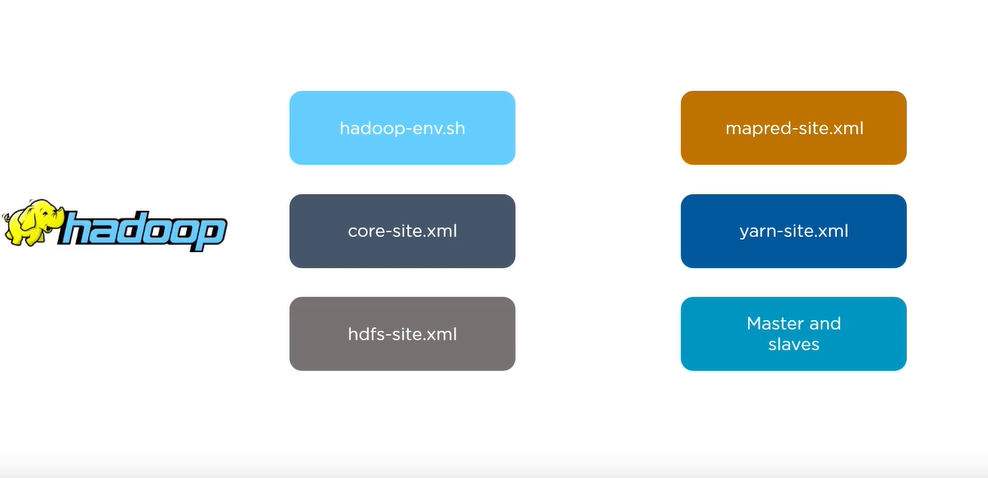 hadoop
hadoop-env.sh
core-site.xml
hdfs-site.xml
mapred-site.xml
yarn-site.xml
Master and
slaves